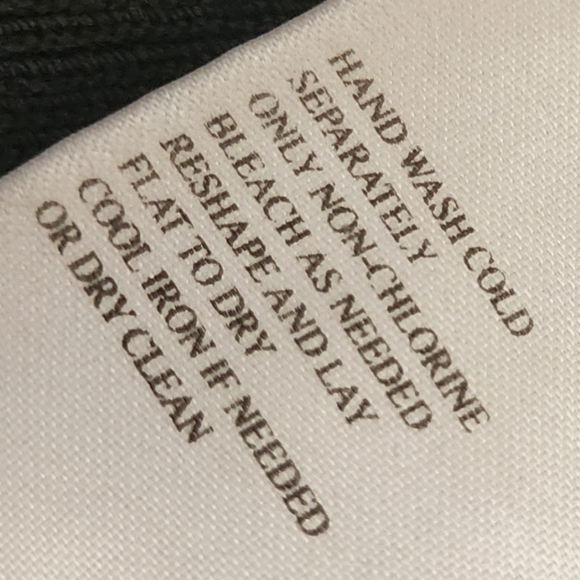 HAND WASH COLD
SEPARATELY
ONLY NON-CHLORINE
BLEACH AS NEEDED
RESHAPE AND LAY
FLAT TO DRY
COOL IRON IF NEEDED
OR DRY CLEAN